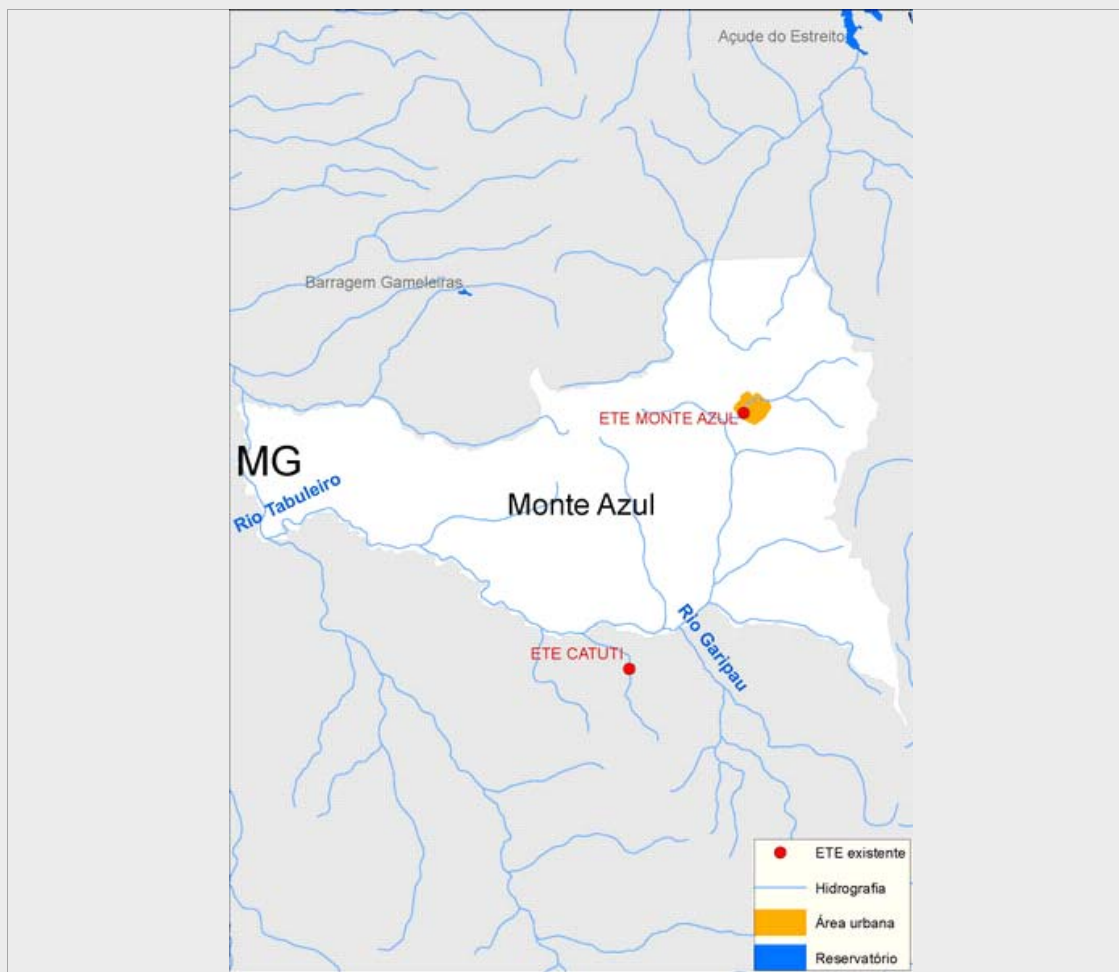 Açude do Estreito
Barragem Gameleiras
ETE MONTE AZUL
MG
Rio Tabuleiro
Monte Azul
Rio Garipau
ETE CATUTI
ETE existente
Hidrografia
Área urbana
Reservatório